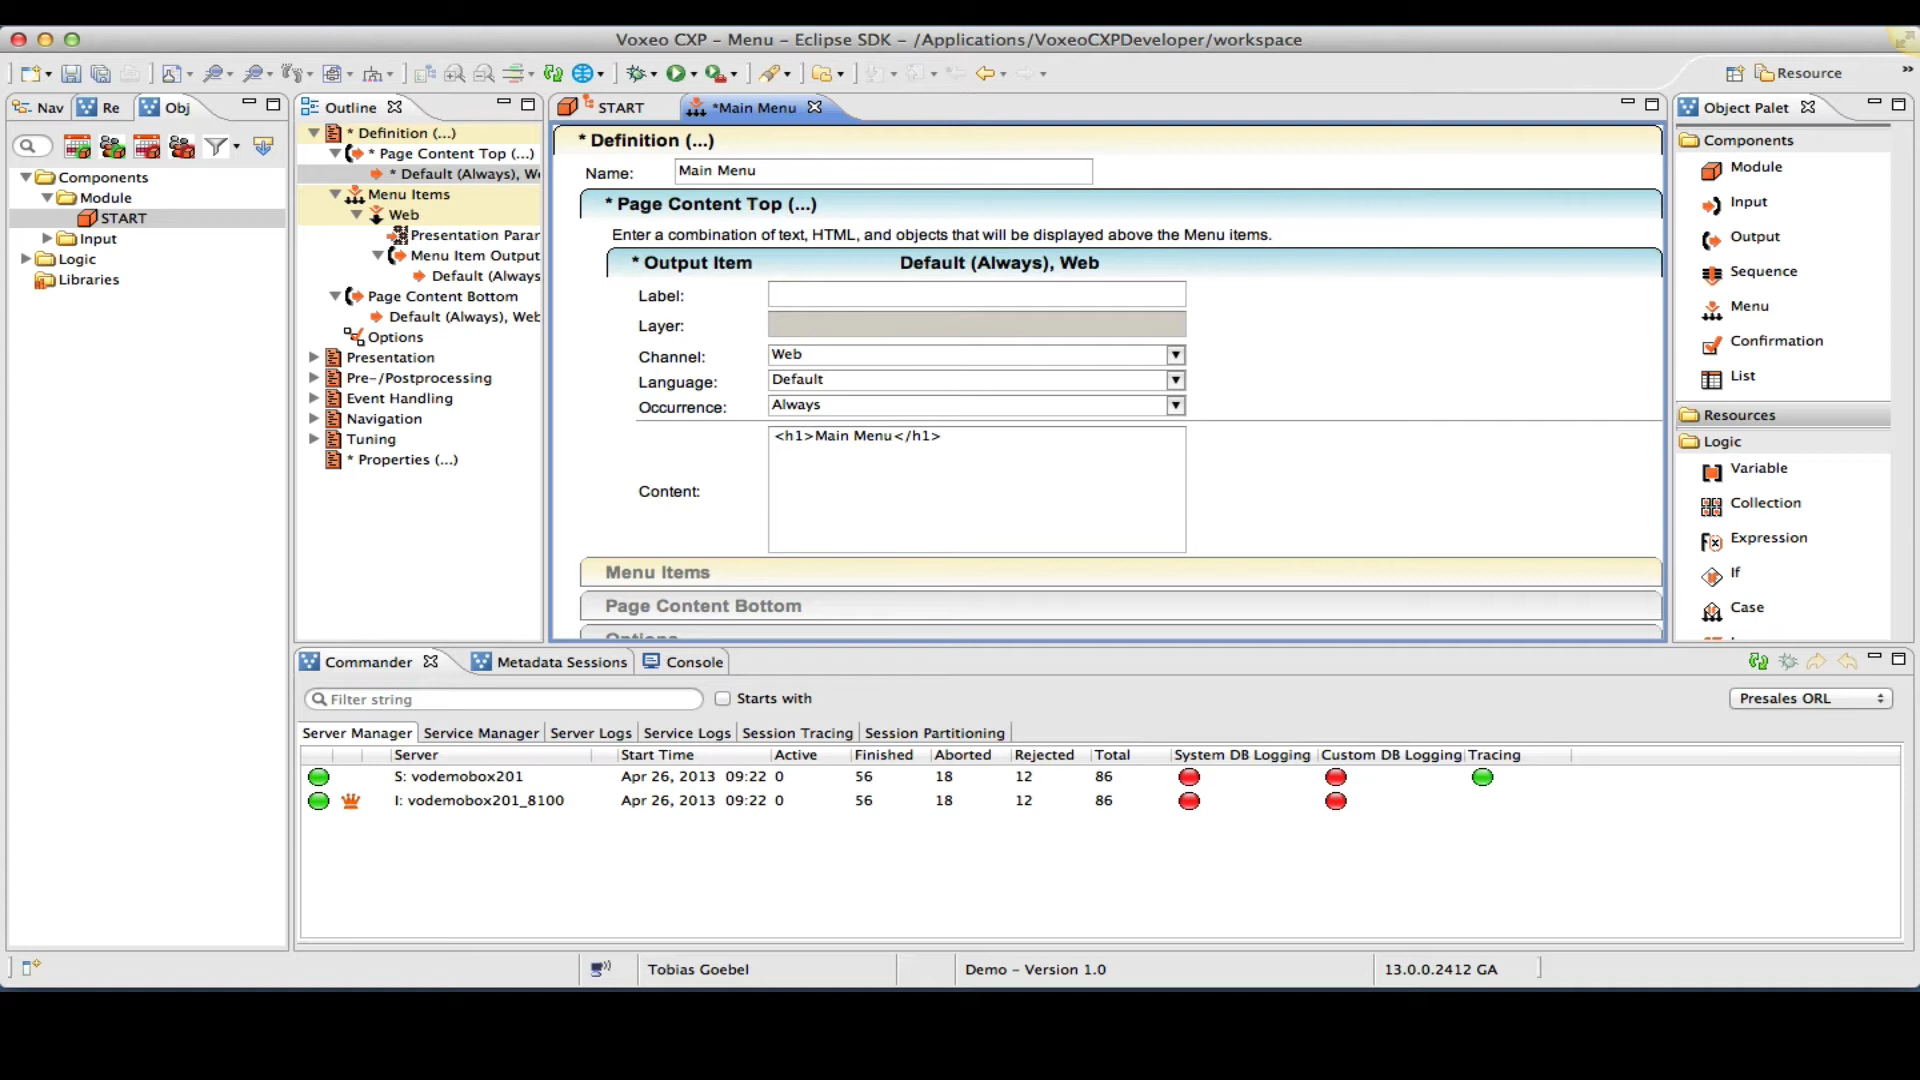 Voxeo CXP – Menu – Eclipse SDK – /Applications/VoxeoCXPDeveloper/workspace
Resource
Nav
Re
Obj
Components
Module
START
Input
Logic
Libraries
Outline
* Definition (...)
* Page Content Top (...)
* Default (Always), We
Menu Items
Web
Presentation Parar
Menu Item Output
Default (Always
Page Content Bottom
Default (Always), Web
Options
Presentation
Pre-/Postprocessing
Event Handling
Navigation
Tuning
* Properties (...)
START
*Main Menu
* Definition (...)
Name: Main Menu
* Page Content Top (...)
Enter a combination of text, HTML, and objects that will be displayed above the Menu items.
* Output Item Default (Always), Web
Label:
Layer:
Channel: Web
Language: Default
Occurrence: Always
Content: <h1>Main Menu</h1>
Menu Items
Page Content Bottom
Options
Object Palet
Components
Module
Input
Output
Sequence
Menu
Confirmation
List
Resources
Logic
Variable
Collection
Expression
If
Case
Commander
Metadata Sessions
Console
Filter string
Starts with
Presales ORL
Server Manager Service Manager Server Logs Service Logs Session Tracing Session Partitioning
Server Start Time Active Finished Aborted Rejected Total System DB Logging Custom DB Logging Tracing
S: vodemobox201 Apr 26, 2013 09:22 0 56 18 12 86
I: vodemobox201_8100 Apr 26, 2013 09:22 0 56 18 12 86
Tobias Goebel
Demo – Version 1.0
13.0.0.2412 GA